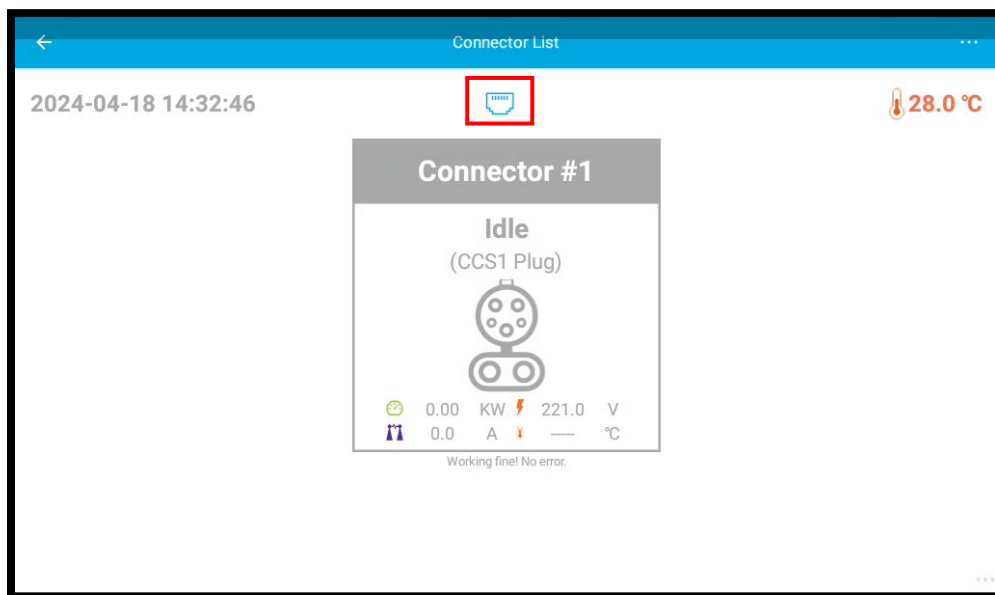 Connector List
2024-04-18 14:32:46
28.0 ℃
Connector #1
Idle
(CCS1 Plug)
0.00 KW 221.0 V
0.0 A ---- ℃
Working fine! No error.